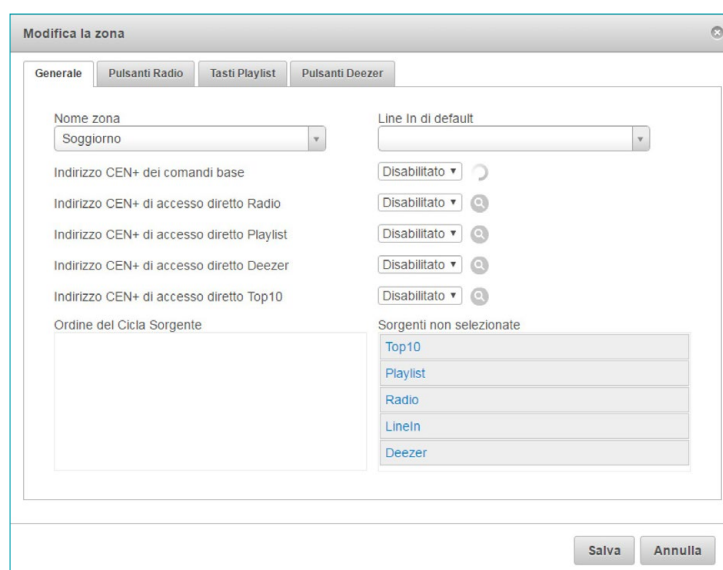 Modifica la zona
Generale
Pulsanti Radio
Tasti Playlist
Pulsanti Deezer
Nome zona
Line In di default
Soggiorno
Indirizzo CEN+ dei comandi base
Disabilitato
Indirizzo CEN+ di accesso diretto Radio
Disabilitato
Indirizzo CEN+ di accesso diretto Playlist
Disabilitato
Indirizzo CEN+ di accesso diretto Deezer
Disabilitato
Indirizzo CEN+ di accesso diretto Top10
Disabilitato
Ordine del Cicla Sorgente
Sorgenti non selezionate
Top10
Playlist
Radio
LineIn
Deezer
Salva
Annulla